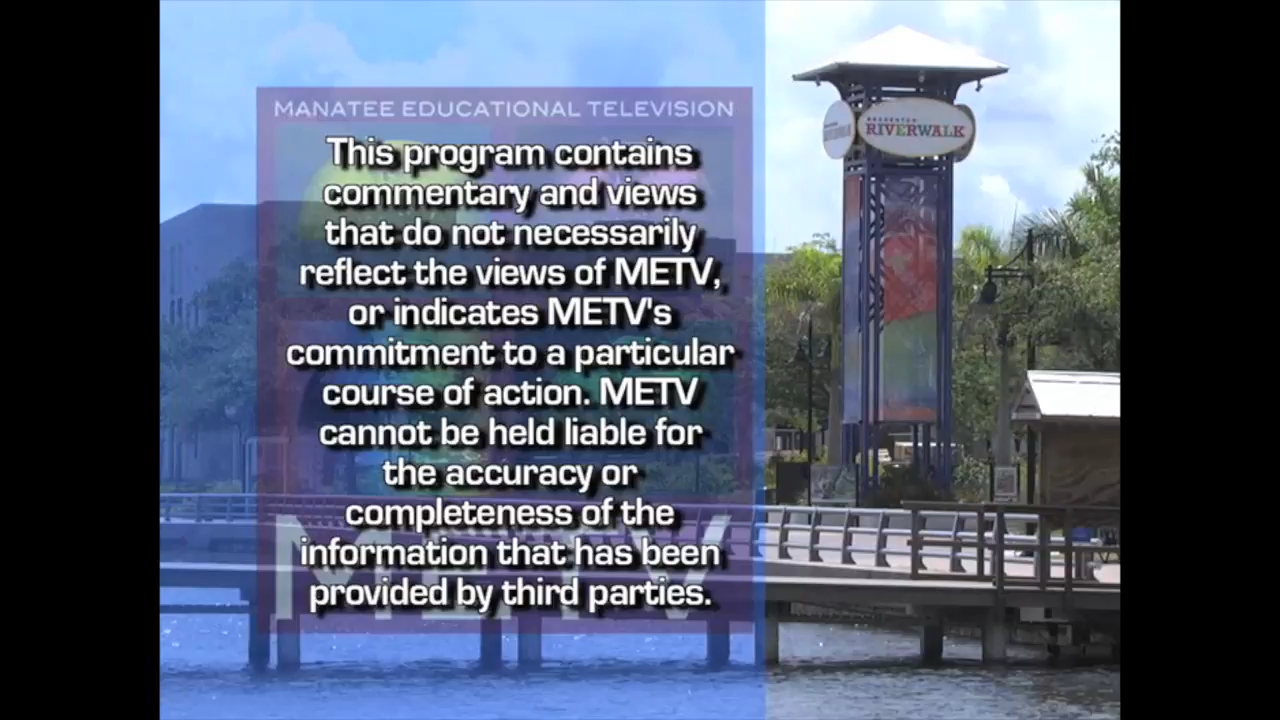 MANATEE EDUCATIONAL TELEVISION
This program contains
commentary and views
that do not necessarily
reflect the views of METV,
or indicates METV's
commitment to a particular
course of action. METV
cannot be held liable for
the accuracy or
completeness of the
information that has been
provided by third parties.
METV
BRADENTON
RIVERWALK